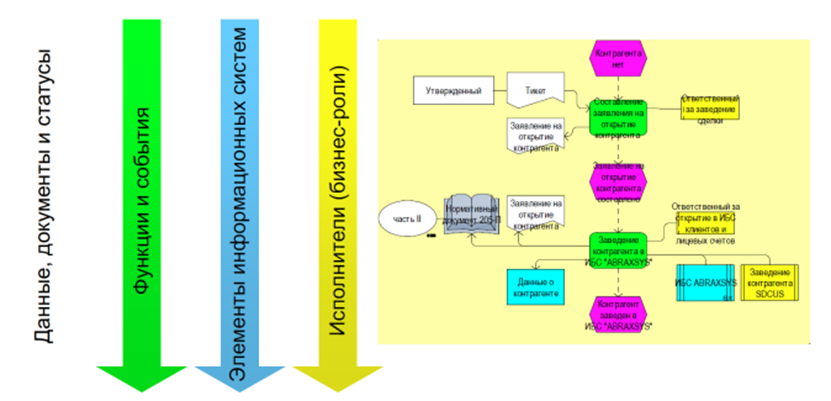 Данные, документы и статусы
Функции и события
Элементы информационных систем
Исполнители (бизнес-роли)
Контрагента
нет
Утвержденный
Тикет
Составление
заявления на
открытие
контрагента
Ответственный
за заведение
сделки
Заявление на
открытие
контрагента
Заявление на
открытие
контрагента
составлено
часть II
Нормативный
документ 205-П
Заявление на
открытие
контрагента
Ответственный за
открытие в ИБС
клиентов и
лицевых счетов
Заведение
контрагента в
ИБС "ABRAXSYS"
Данные о
контрагенте
ИБС ABRAXSYS
Заведение
контрагента
SDCUS
Контрагент
заведен в
ИБС "ABRAXSYS"